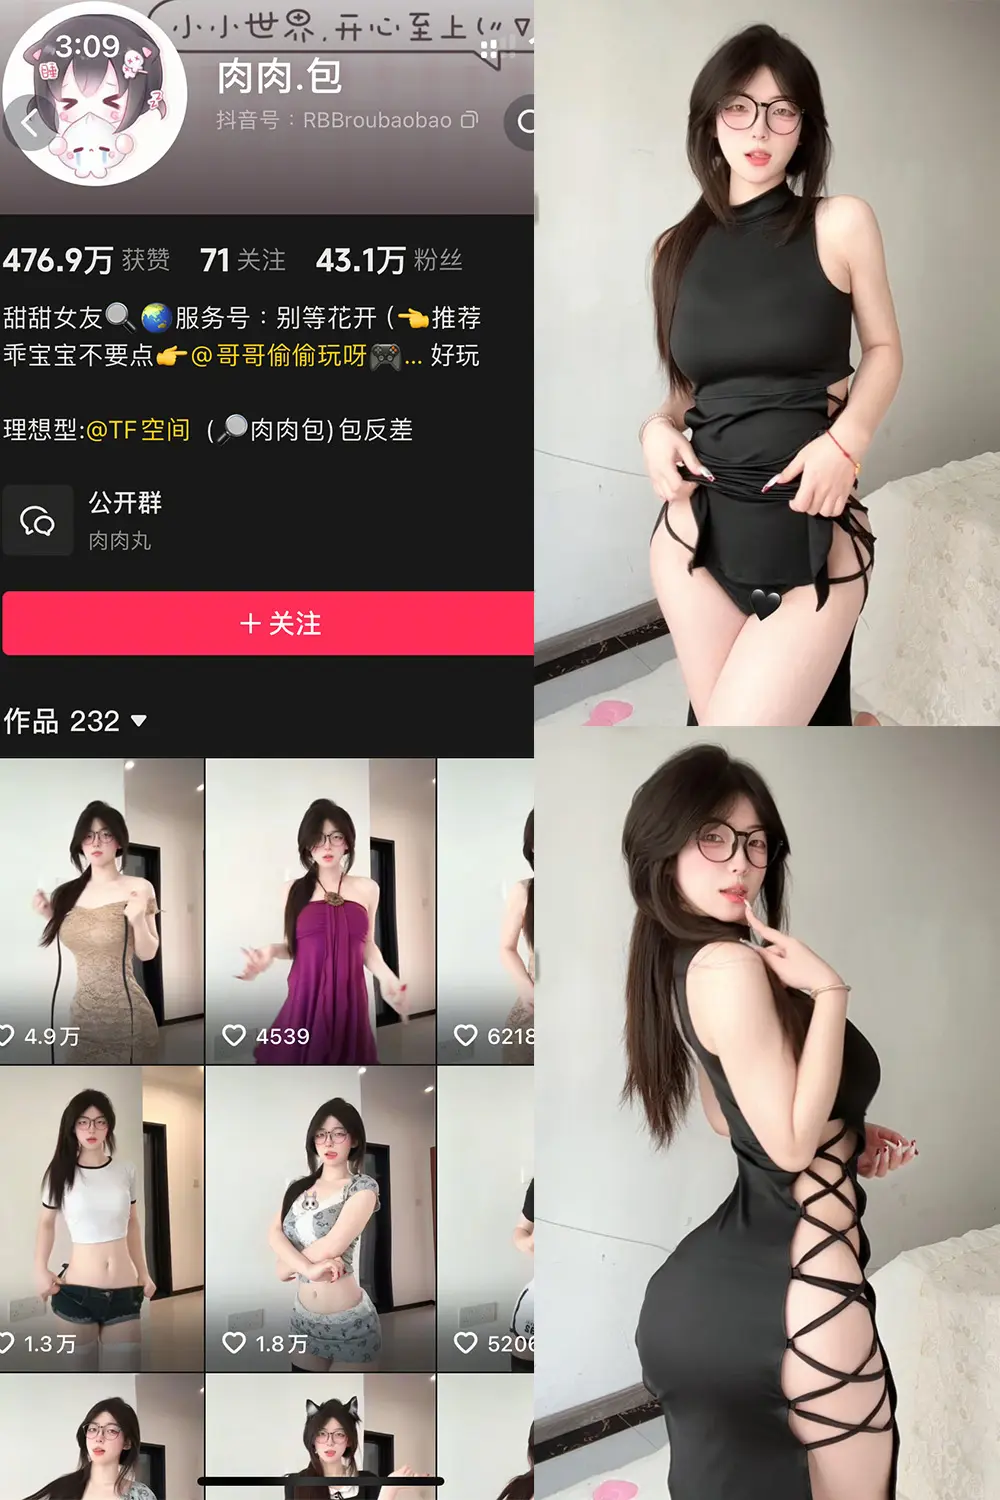 小小世界,开心至上(〃∇
3:09
肉肉.包
抖音号：RBBroubaobao
476.9万 获赞 71 关注 43.1万 粉丝
甜甜女友🔍🌏服务号：别等花开 (👈推荐
乖宝宝不要点👉@哥哥偷偷玩呀🎮... 好玩
理想型:@TF空间 (🔎肉肉包)包反差
公开群
肉肉丸
+ 关注
作品 232 ▼
4.9万 4539 6218
1.3万 1.8万 5206